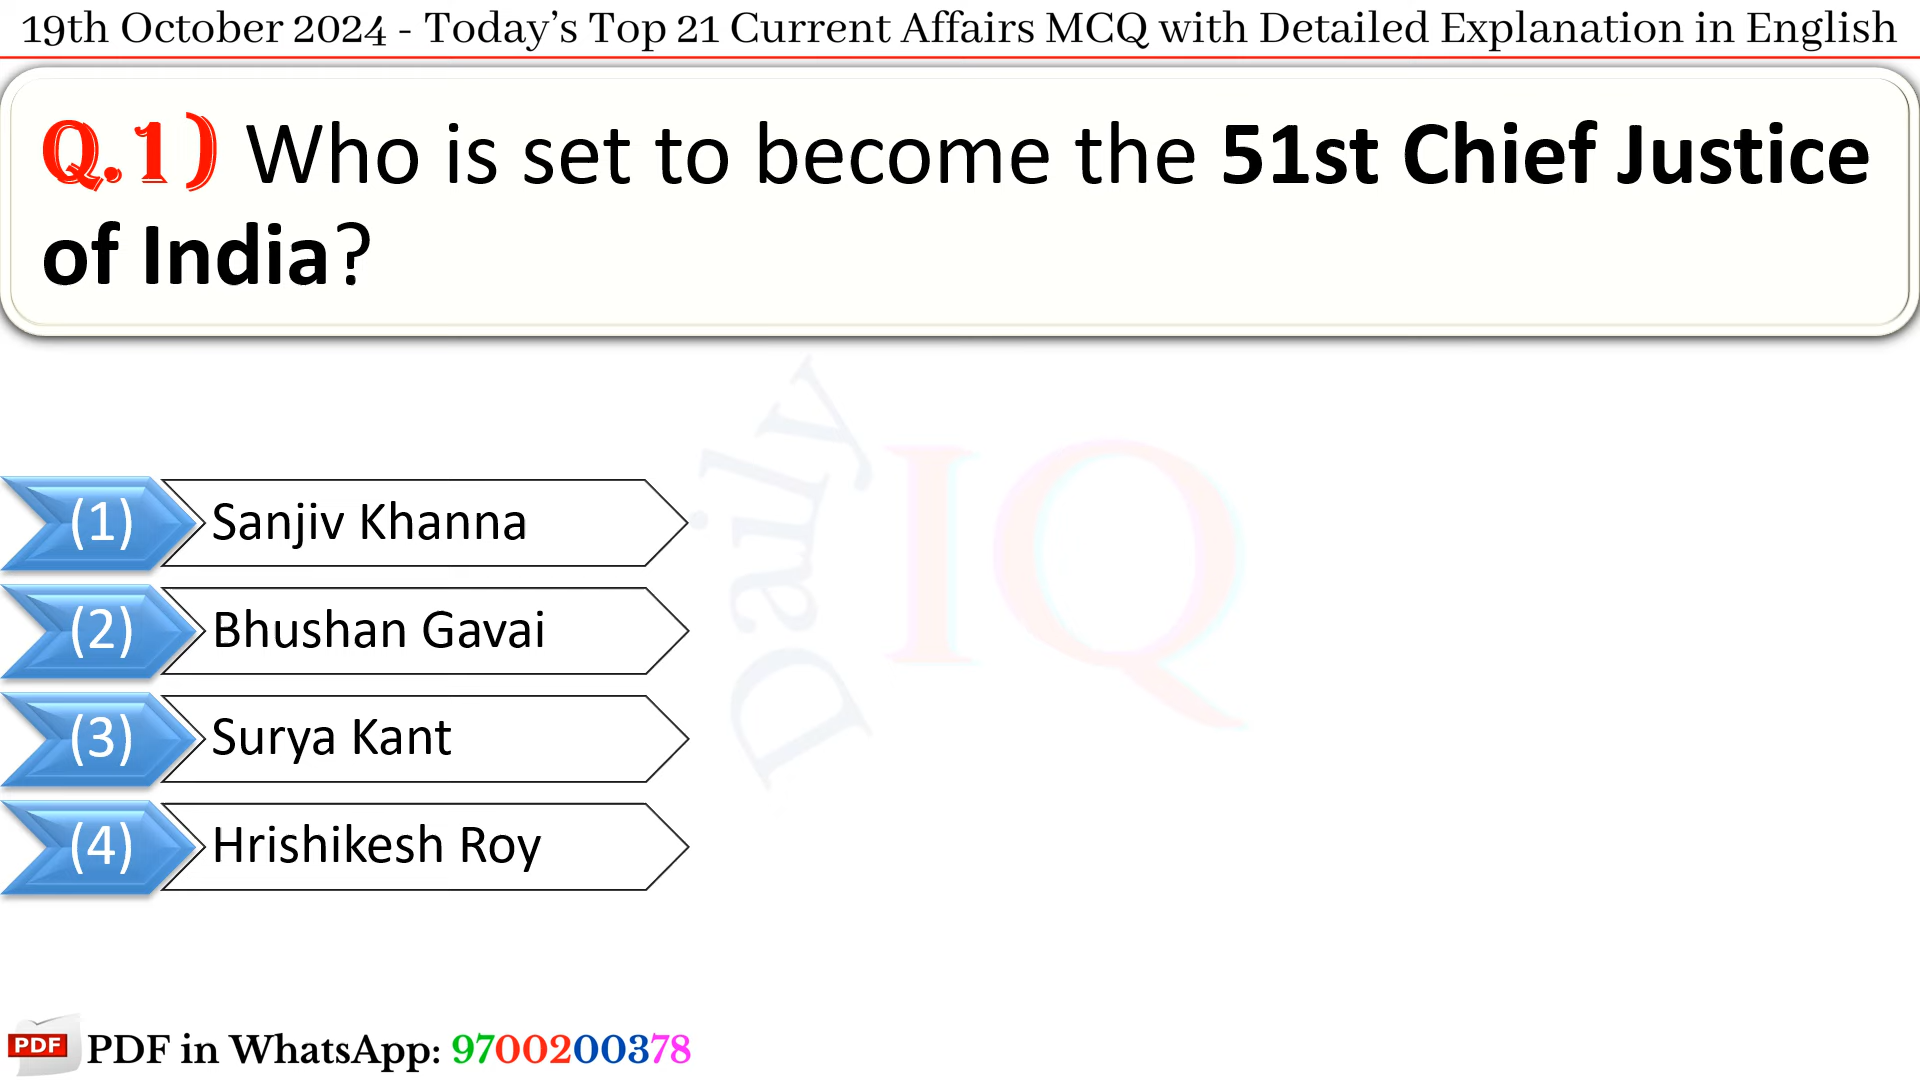 19th October 2024 - Today’s Top 21 Current Affairs MCQ with Detailed Explanation in English
Q.1) Who is set to become the 51st Chief Justice
of India?
Daily IQ
(1) Sanjiv Khanna
(2) Bhushan Gavai
(3) Surya Kant
(4) Hrishikesh Roy
PDF PDF in WhatsApp: 9700200378